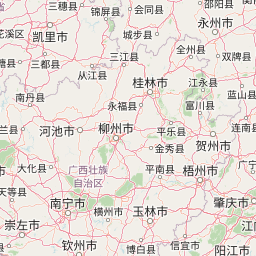 三穗县
会同县
邵阳县
锦屏县
永州市
凯里市
城步县
全州县
双牌县
三都县
三江县
从江县
桂林市
江永县
南丹县
蓝山县
永福县
富川县
河池市
柳州市
平乐县
连南县
贺州市
金秀县
大化县
广西壮族
自治区
平南县
梧州市
天等县
肇庆市
南宁市
横州市
玉林市
崇左市
钦州市
博白县
信宜市
阳江市